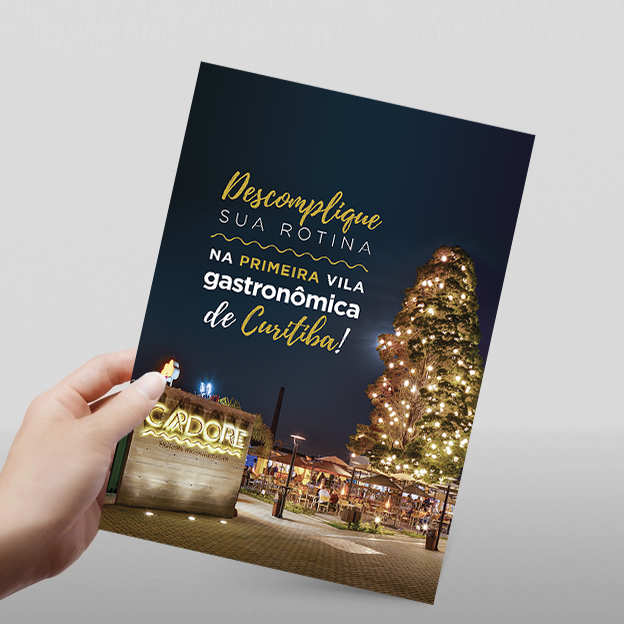 Descomplique
SUA ROTINA
NA PRIMEIRA VILA
gastronômica
de Curitiba!
CADORE